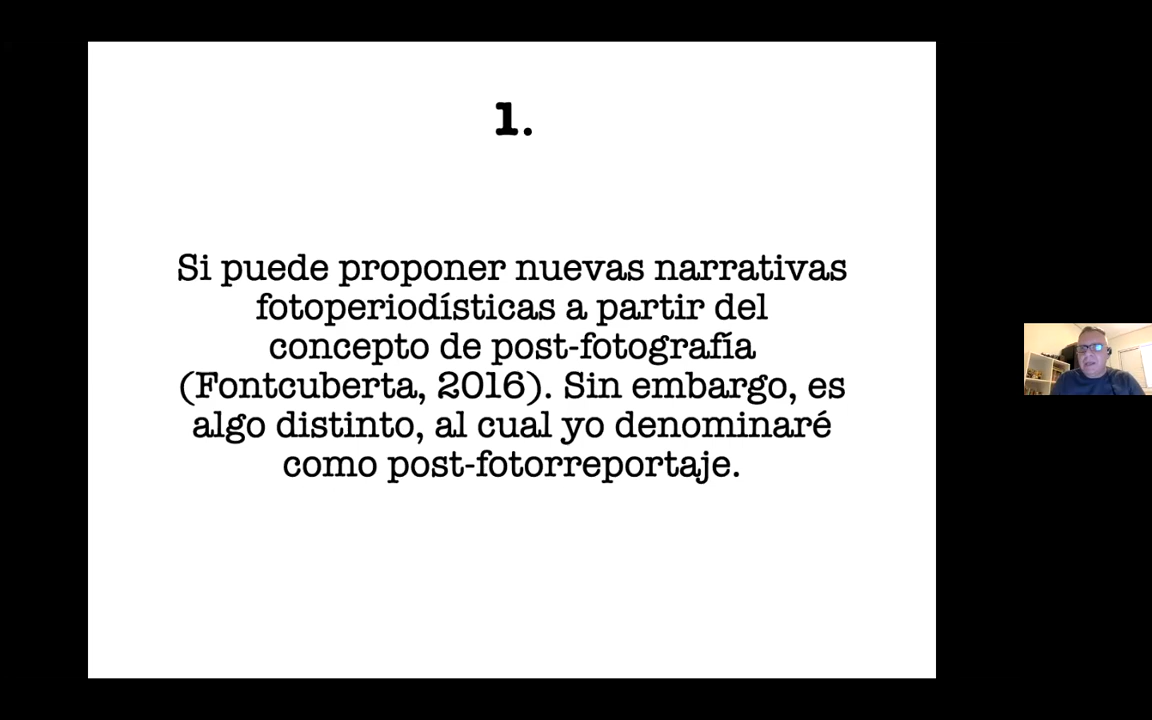 1.
Si puede proponer nuevas narrativas
fotoperiodísticas a partir del
concepto de post-fotografía
(Fontcuberta, 2016). Sin embargo, es
algo distinto, al cual yo denominaré
como post-fotorreportaje.